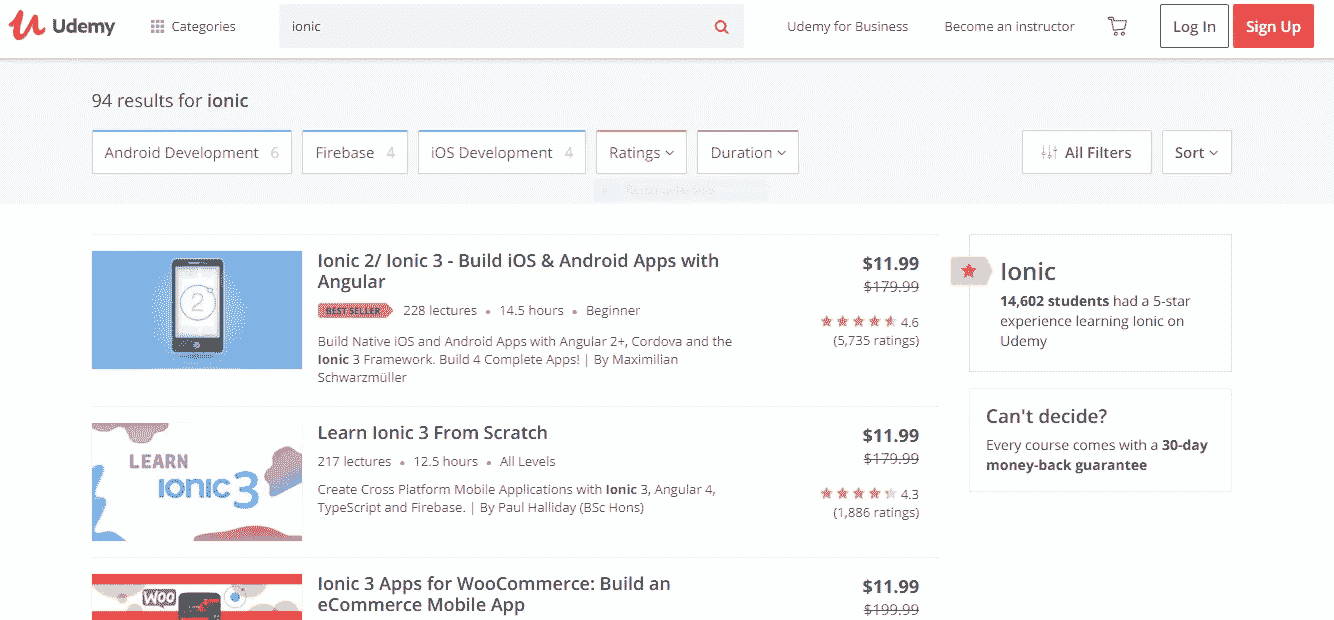 Udemy
Categories
ionic
Udemy for Business
Become an instructor
Log In
Sign Up
94 results for ionic
Android Development 6
Firebase 4
iOS Development 4
Ratings
Duration
All Filters
Sort
2
Ionic 2/ Ionic 3 - Build iOS & Android Apps with
Angular
BEST SELLER 228 lectures • 14.5 hours • Beginner
Build Native iOS and Android Apps with Angular 2+, Cordova and the
Ionic 3 Framework. Build 4 Complete Apps! | By Maximilian
Schwarzmüller
$11.99
$179.99
4.6
(5,735 ratings)
LEARN
ionic 3
Learn Ionic 3 From Scratch
217 lectures • 12.5 hours • All Levels
Create Cross Platform Mobile Applications with Ionic 3, Angular 4,
TypeScript and Firebase. | By Paul Halliday (BSc Hons)
$11.99
$179.99
4.3
(1,886 ratings)
WOO
Ionic 3 Apps for WooCommerce: Build an
eCommerce Mobile App
$11.99
$199.99
Ionic
14,602 students had a 5-star
experience learning Ionic on
Udemy
Can't decide?
Every course comes with a 30-day
money-back guarantee